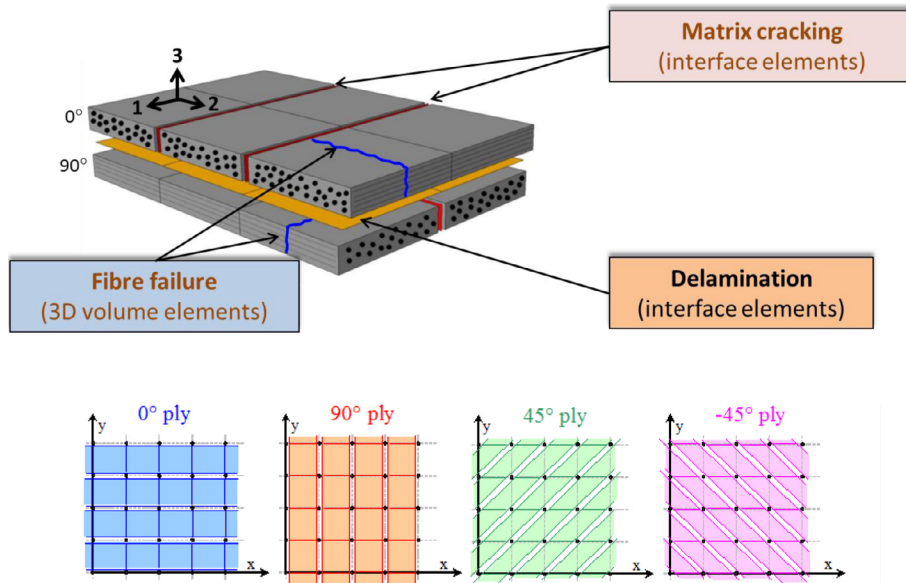 Matrix cracking
(interface elements)
3
1
2
0°
90°
Fibre failure
(3D volume elements)
Delamination
(interface elements)
0° ply
90° ply
45° ply
-45° ply
y
y
y
y
x
x
x
x